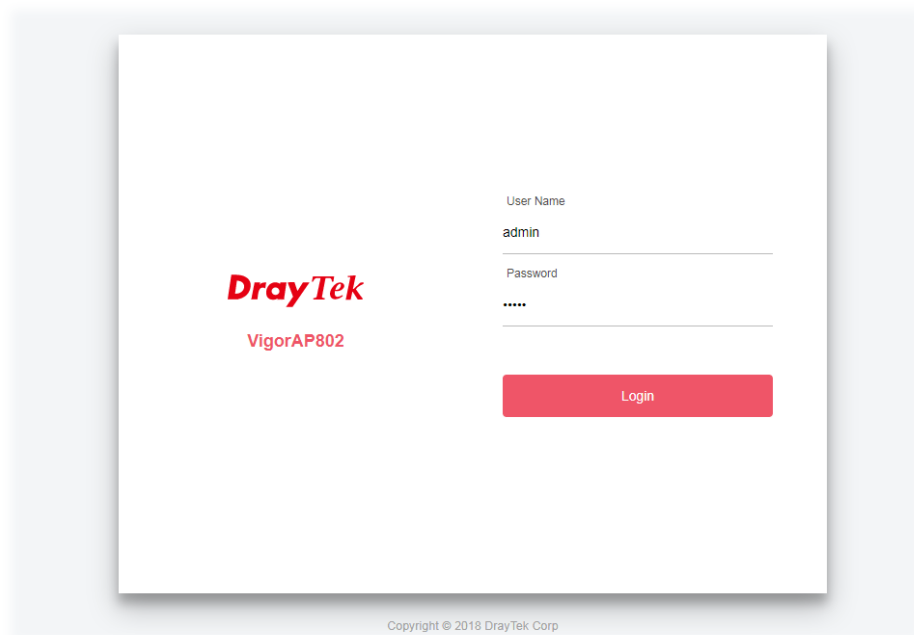 User Name
admin
Password
•••••
DrayTek
VigorAP802
Login
Copyright © 2018 DrayTek Corp